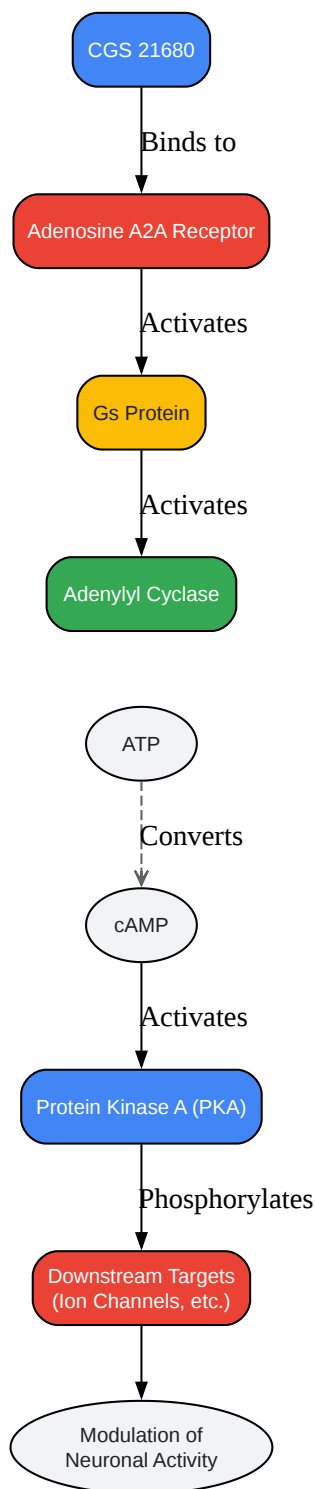 CGS 21680
Binds to
Adenosine A2A Receptor
Activates
Gs Protein
Activates
Adenylyl Cyclase
ATP
Converts
cAMP
Activates
Protein Kinase A (PKA)
Phosphorylates
Downstream Targets
(Ion Channels, etc.)
Modulation of
Neuronal Activity